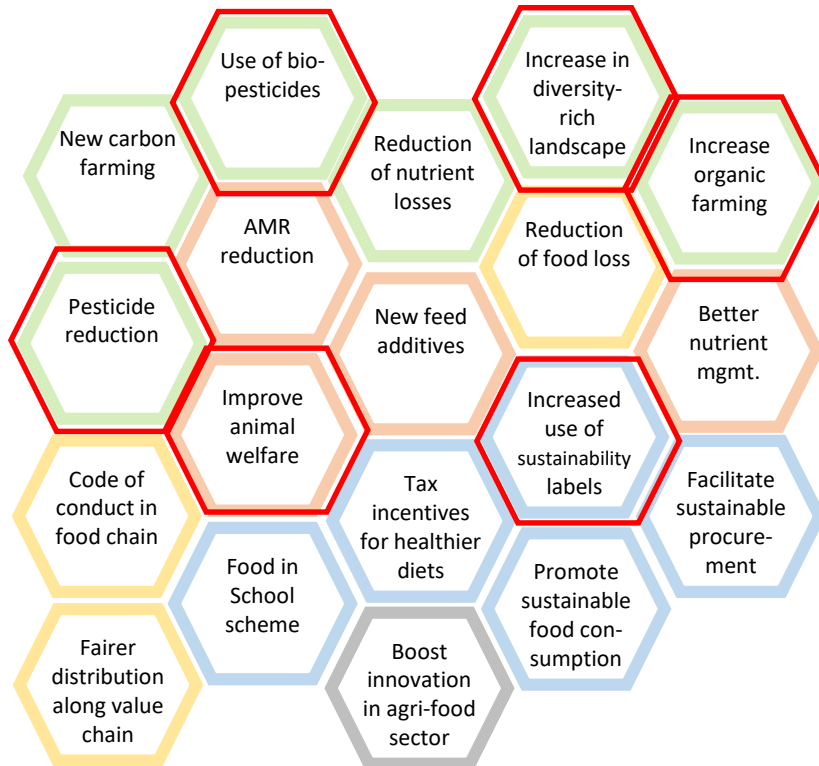 Use of bio-
pesticides
Increase in
diversity-
rich
landscape
New carbon
farming
Reduction
of nutrient
losses
Increase
organic
farming
AMR
reduction
Reduction
of food loss
Pesticide
reduction
New feed
additives
Better
nutrient
mgmt.
Improve
animal
welfare
Increased
use of
sustainability
labels
Code of
conduct in
food chain
Tax
incentives
for healthier
diets
Facilitate
sustainable
procure-
ment
Food in
School
scheme
Promote
sustainable
food con-
sumption
Fairer
distribution
along value
chain
Boost
innovation
in agri-food
sector